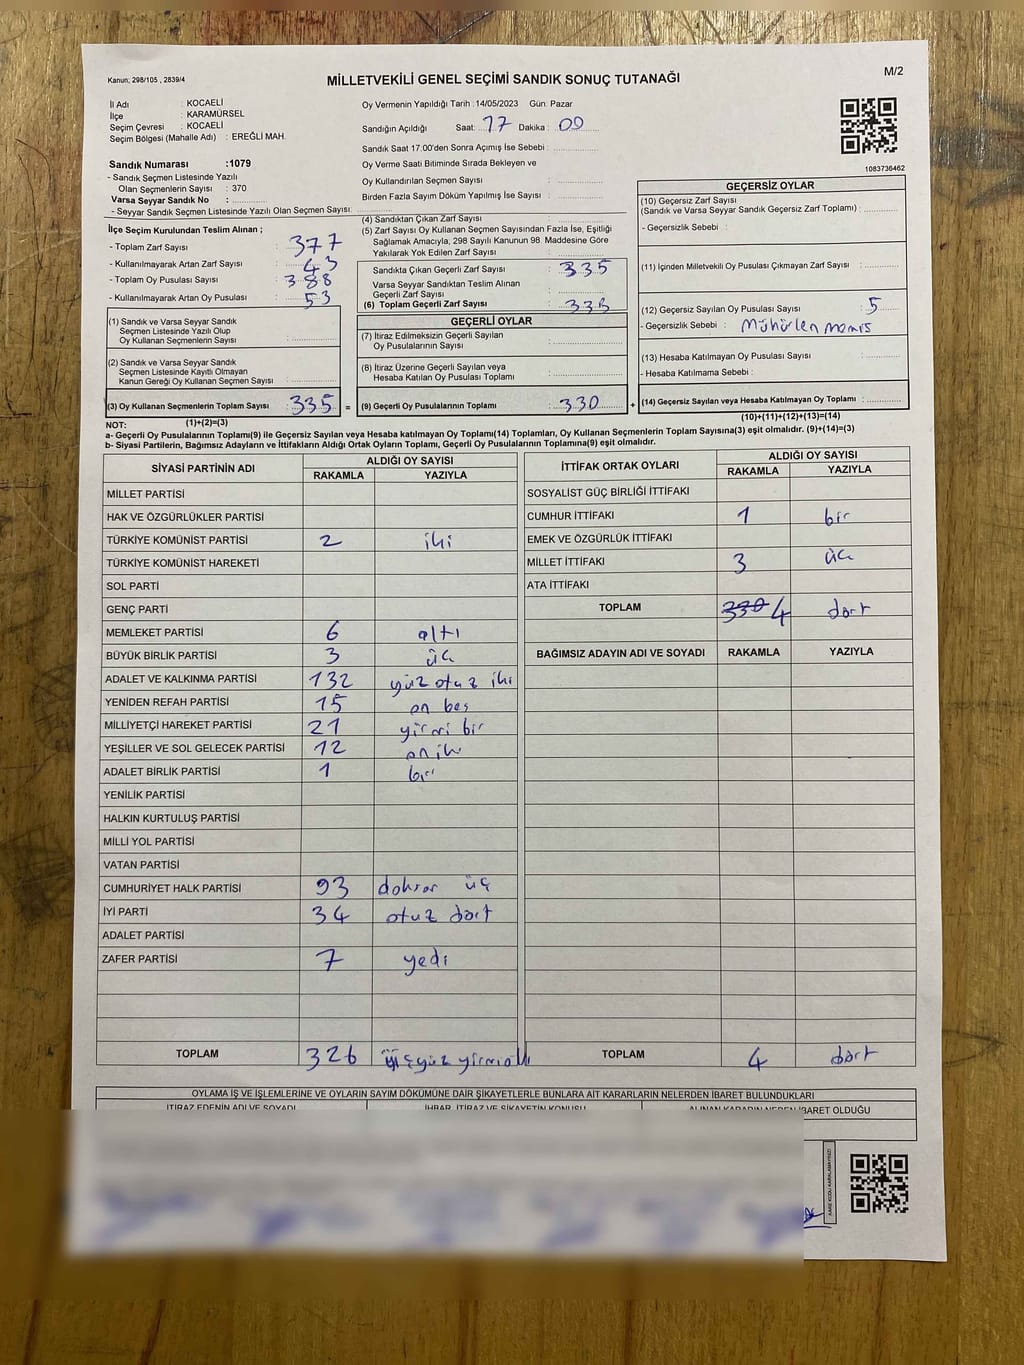 Kanun; 298/105 , 2839/4
MİLLETVEKİLİ GENEL SEÇİMİ SANDIK SONUÇ TUTANAĞI
M/2
İl Adı : KOCAELİ
İlçe : KARAMÜRSEL
Seçim Çevresi : KOCAELİ
Seçim Bölgesi (Mahalle Adı) : EREĞLİ MAH.
Sandık Numarası :1079
- Sandık Seçmen Listesinde Yazılı
Olan Seçmenlerin Sayısı : 370
Varsa Seyyar Sandık No :
- Seyyar Sandık Seçmen Listesinde Yazılı Olan Seçmen Sayısı:
Oy Vermenin Yapıldığı Tarih :14/05/2023 Gün: Pazar
Sandığın Açıldığı Saat: 17 Dakika: 00
Sandık Saat 17:00'den Sonra Açımış İse Sebebi :
Oy Verme Saati Bitiminde Sırada Bekleyen ve
Oy Kullandırılan Seçmen Sayısı :
Birden Fazla Sayım Döküm Yapılmış İse Sayısı :
1083736462
İlçe Seçim Kurulundan Teslim Alınan ;
- Toplam Zarf Sayısı : 377
- Kullanılmayarak Artan Zarf Sayısı : 43
- Toplam Oy Pusulası Sayısı : 388
- Kullanılmayarak Artan Oy Pusulası : 53
(1) Sandık ve Varsa Seyyar Sandık
Seçmen Listesinde Yazılı Olup
Oy Kullanan Seçmenlerin Sayısı :
(2) Sandık ve Varsa Seyyar Sandık
Seçmen Listesinde Kayıtlı Olmayan
Kanun Gereği Oy Kullanan Seçmen Sayısı :
(3) Oy Kullanan Seçmenlerin Toplam Sayısı : 335 =
(1)+(2)=(3)
(4) Sandıktan Çıkan Zarf Sayısı :
(5) Zarf Sayısı Oy Kullanan Seçmen Sayısından Fazla İse, Eşitliği
Sağlamak Amacıyla, 298 Sayılı Kanunun 98. Maddesine Göre
Yakılarak Yok Edilen Zarf Sayısı :
Sandıkta Çıkan Geçerli Zarf Sayısı : 335
Varsa Seyyar Sandıktan Teslim Alınan
Geçerli Zarf Sayısı :
(6) Toplam Geçerli Zarf Sayısı : 335
GEÇERLİ OYLAR
(7) İtiraz Edilmeksizin Geçerli Sayılan
Oy Pusulalarının Sayısı :
(8) İtiraz Üzerine Geçerli Sayılan veya
Hesaba Katılan Oy Pusulası Toplamı :
(9) Geçerli Oy Pusulalarının Toplamı : 330 +
GEÇERSİZ OYLAR
(10) Geçersiz Zarf Sayısı
(Sandık ve Varsa Seyyar Sandık Geçersiz Zarf Toplamı) :
- Geçersizlik Sebebi :
(11) İçinden Milletvekili Oy Pusulası Çıkmayan Zarf Sayısı :
(12) Geçersiz Sayılan Oy Pusulası Sayısı : 5
- Geçersizlik Sebebi : Mühürlenmemiş
(13) Hesaba Katılmayan Oy Pusulası Sayısı :
- Hesaba Katılmama Sebebi :
(14) Geçersiz Sayılan veya Hesaba Katılmayan Oy Toplamı :
(10)+(11)+(12)+(13)=(14)
NOT:
a- Geçerli Oy Pusulalarının Toplamı(9) ile Geçersiz Sayılan veya Hesaba katılmayan Oy Toplamı(14) Toplamları, Oy Kullanan Seçmenlerin Toplam Sayısına(3) eşit olmalıdır. (9)+(14)=(3)
b- Siyasi Partilerin, Bağımsız Adayların ve İttifakların Aldığı Ortak Oyların Toplamı, Geçerli Oy Pusulalarının Toplamına(9) eşit olmalıdır.
SİYASİ PARTİNİN ADI ALDIĞI OY SAYISI
RAKAMLA YAZIYLA
MİLLET PARTİSİ
HAK VE ÖZGÜRLÜKLER PARTİSİ
TÜRKİYE KOMÜNİST PARTİSİ 2 iki
TÜRKİYE KOMÜNİST HAREKETİ
SOL PARTİ
GENÇ PARTİ
MEMLEKET PARTİSİ 6 altı
BÜYÜK BİRLİK PARTİSİ 3 üç
ADALET VE KALKINMA PARTİSİ 132 yüz otuz iki
YENİDEN REFAH PARTİSİ 15 on beş
MİLLİYETÇİ HAREKET PARTİSİ 21 yirmi bir
YEŞİLLER VE SOL GELECEK PARTİSİ 12 on iki
ADALET BİRLİK PARTİSİ 1 bir
YENİLİK PARTİSİ
HALKIN KURTULUŞ PARTİSİ
MİLLİ YOL PARTİSİ
VATAN PARTİSİ
CUMHURİYET HALK PARTİSİ 93 doksan üç
İYİ PARTİ 34 otuz dört
ADALET PARTİSİ
ZAFER PARTİSİ 7 yedi
TOPLAM 326 üçyüz yirmialtı
İTTİFAK ORTAK OYLARI ALDIĞI OY SAYISI
RAKAMLA YAZIYLA
SOSYALİST GÜÇ BİRLİĞİ İTTİFAKI
CUMHUR İTTİFAKI 1 bir
EMEK VE ÖZGÜRLÜK İTTİFAKI
MİLLET İTTİFAKI 3 üç
ATA İTTİFAKI
TOPLAM 330 4 dört
BAĞIMSIZ ADAYIN ADI VE SOYADI RAKAMLA YAZIYLA
TOPLAM 4 dört
OYLAMA İŞ VE İŞLEMLERİNE VE OYLARIN SAYIM DÖKÜMÜNE DAİR ŞİKAYETLERLE BUNLARA AİT KARARLARIN NELERDEN İBARET BULUNDUKLARI
İTİRAZ EDENİN ADI VE SOYADI İHBAR, İTİRAZ VE ŞİKAYETİN KONUSU ALINAN KARARIN NEDEN İBARET OLDUĞU
KARE KODU KARALAMAYINIZ!